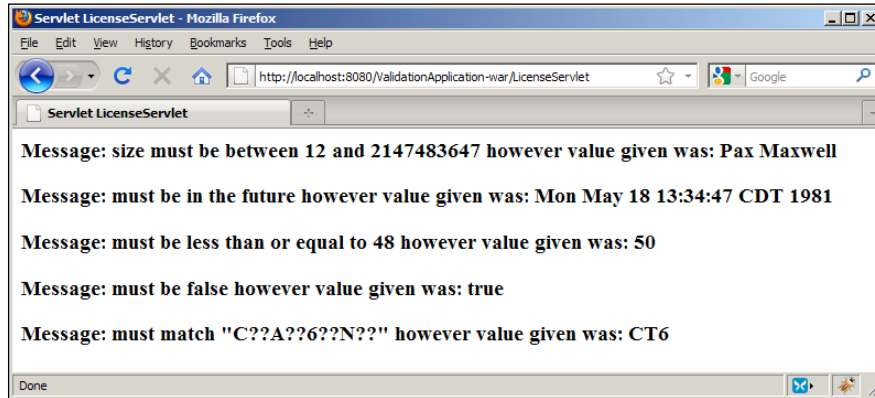 Servlet LicenseServlet - Mozilla Firefox
File Edit View History Bookmarks Tools Help
http://localhost:8080/ValidationApplication-war/LicenseServlet Google
Servlet LicenseServlet
Message: size must be between 12 and 2147483647 however value given was: Pax Maxwell
Message: must be in the future however value given was: Mon May 18 13:34:47 CDT 1981
Message: must be less than or equal to 48 however value given was: 50
Message: must be false however value given was: true
Message: must match "C??A??6??N??" however value given was: CT6
Done